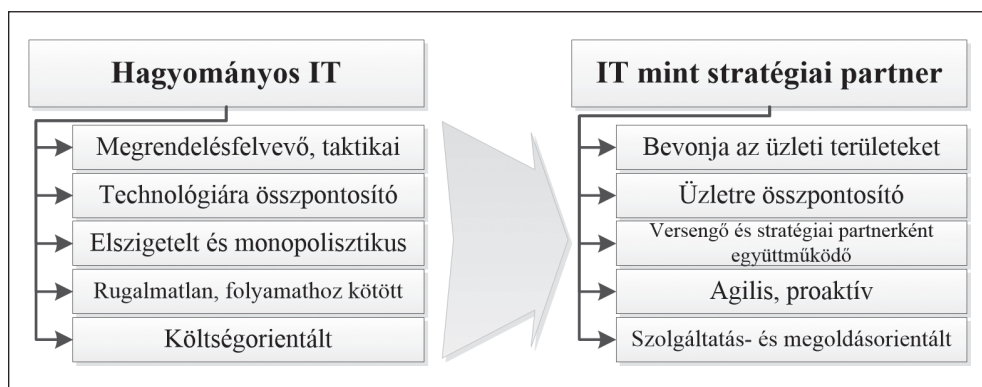 Hagyományos IT
Megrendelésfelvevő, taktikai
Technológiára összpontosító
Elszigetelt és monopolisztikus
Rugalmatlan, folyamathoz kötött
Költségorientált
IT mint stratégiai partner
Bevonja az üzleti területeket
Üzletre összpontosító
Versengő és stratégiai partnerként
együttműködő
Agilis, proaktív
Szolgáltatás- és megoldásorientált